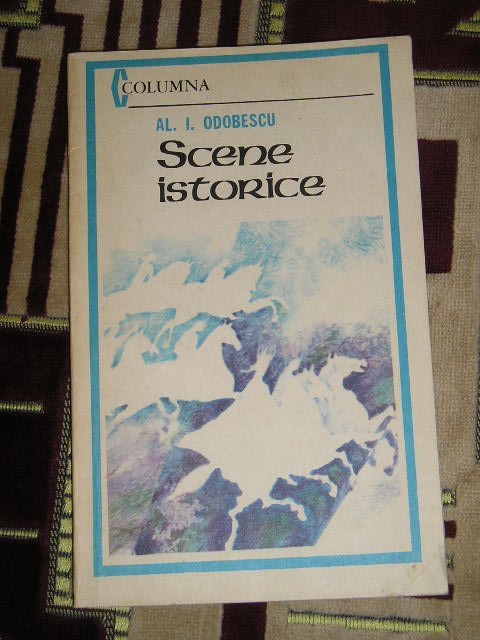 COLUMNA
AL. I. ODOBESCU
Scene
istorice